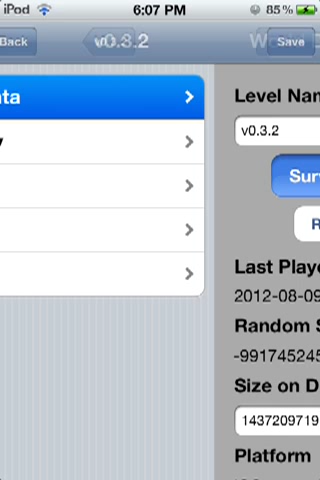 iPod 6:07 PM 85%
Back v0.3.2 Save
ata
y
Level Nam
v0.3.2
Surv
R
Last Playe
2012-08-09
Random S
-991745245
Size on D
1437209719
Platform